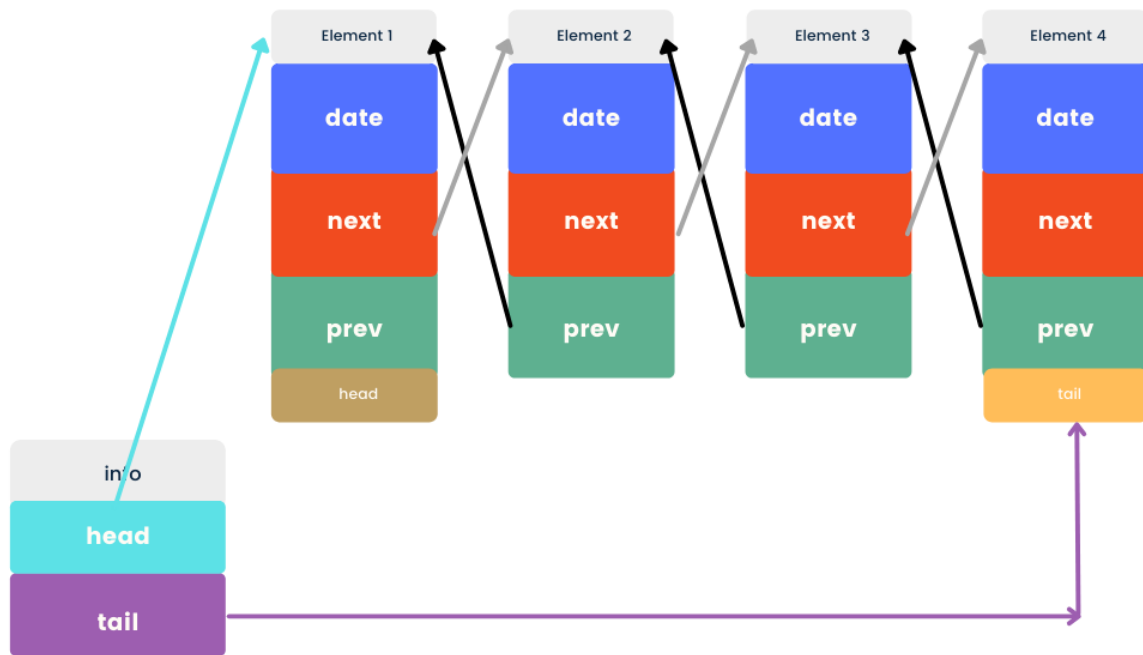 Element 1
Element 2
Element 3
Element 4
date
date
date
date
next
next
next
next
prev
prev
prev
prev
head
tail
info
head
tail